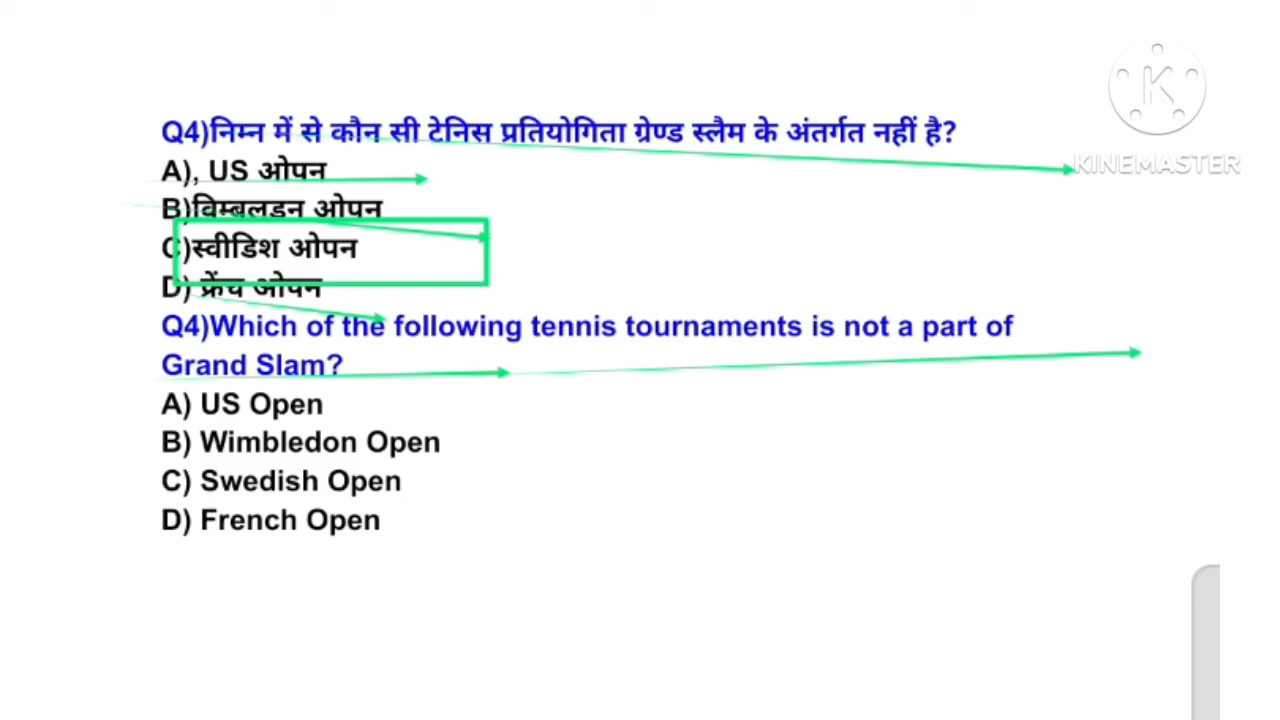 KINEMASTER
Q4)निम्न में से कौन सी टेनिस प्रतियोगिता ग्रेण्ड स्लैम के अंतर्गत नहीं है?
A), US ओपन
B)विम्बलडन ओपन
C)स्वीडिश ओपन
D) फ्रेंच ओपन
Q4)Which of the following tennis tournaments is not a part of
Grand Slam?
A) US Open
B) Wimbledon Open
C) Swedish Open
D) French Open